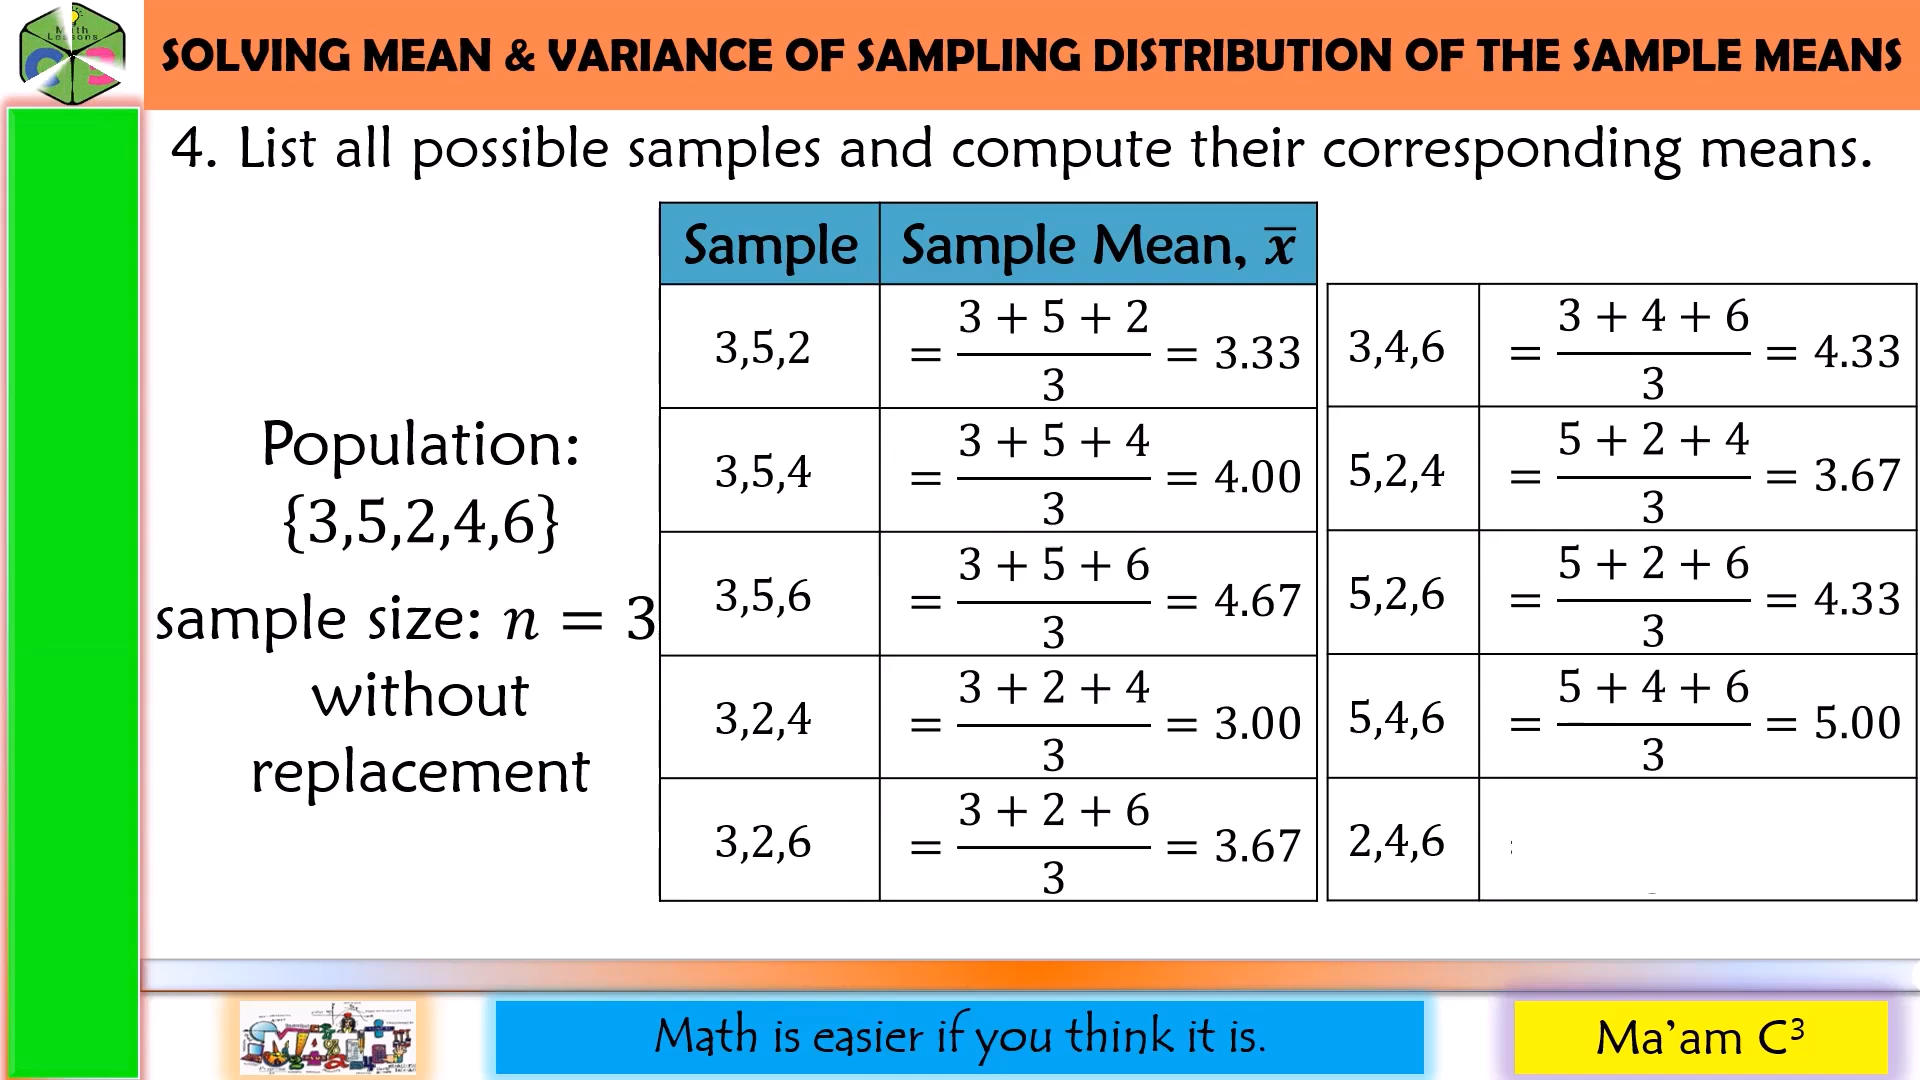 Math
Lessons
SOLVING MEAN & VARIANCE OF SAMPLING DISTRIBUTION OF THE SAMPLE MEANS
4. List all possible samples and compute their corresponding means.
Population:
{3,5,2,4,6}
sample size: n = 3
without
replacement
Sample Sample Mean, x̅
3,5,2 = (3 + 5 + 2)/3 = 3.33
3,5,4 = (3 + 5 + 4)/3 = 4.00
3,5,6 = (3 + 5 + 6)/3 = 4.67
3,2,4 = (3 + 2 + 4)/3 = 3.00
3,2,6 = (3 + 2 + 6)/3 = 3.67
3,4,6 = (3 + 4 + 6)/3 = 4.33
5,2,4 = (5 + 2 + 4)/3 = 3.67
5,2,6 = (5 + 2 + 6)/3 = 4.33
5,4,6 = (5 + 4 + 6)/3 = 5.00
2,4,6
MATH
Math is easier if you think it is.
Ma'am C³